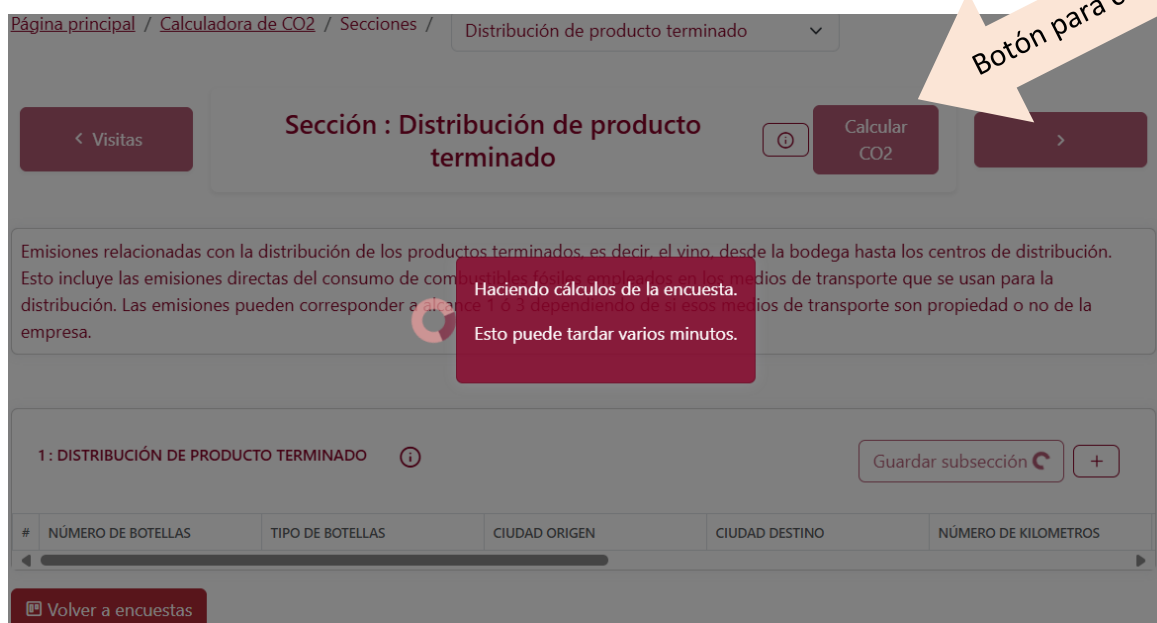 Botón para
Página principal / Calculadora de CO2 / Secciones / Distribución de producto terminado
< Visitas
Sección : Distribución de producto
terminado
Calcular
CO2
>
Emisiones relacionadas con la distribución de los productos terminados, es decir, el vino, desde la bodega hasta los centros de distribución.
Esto incluye las emisiones directas del consumo de combustibles fósiles empleados en los medios de transporte que se usan para la
distribución. Las emisiones pueden corresponder a alcance 1 ó 3 dependiendo de si esos medios de transporte son propiedad o no de la
empresa.
Haciendo cálculos de la encuesta.
Esto puede tardar varios minutos.
1 : DISTRIBUCIÓN DE PRODUCTO TERMINADO
Guardar subsección
+
# NÚMERO DE BOTELLAS TIPO DE BOTELLAS CIUDAD ORIGEN CIUDAD DESTINO NÚMERO DE KILOMETROS
Volver a encuestas